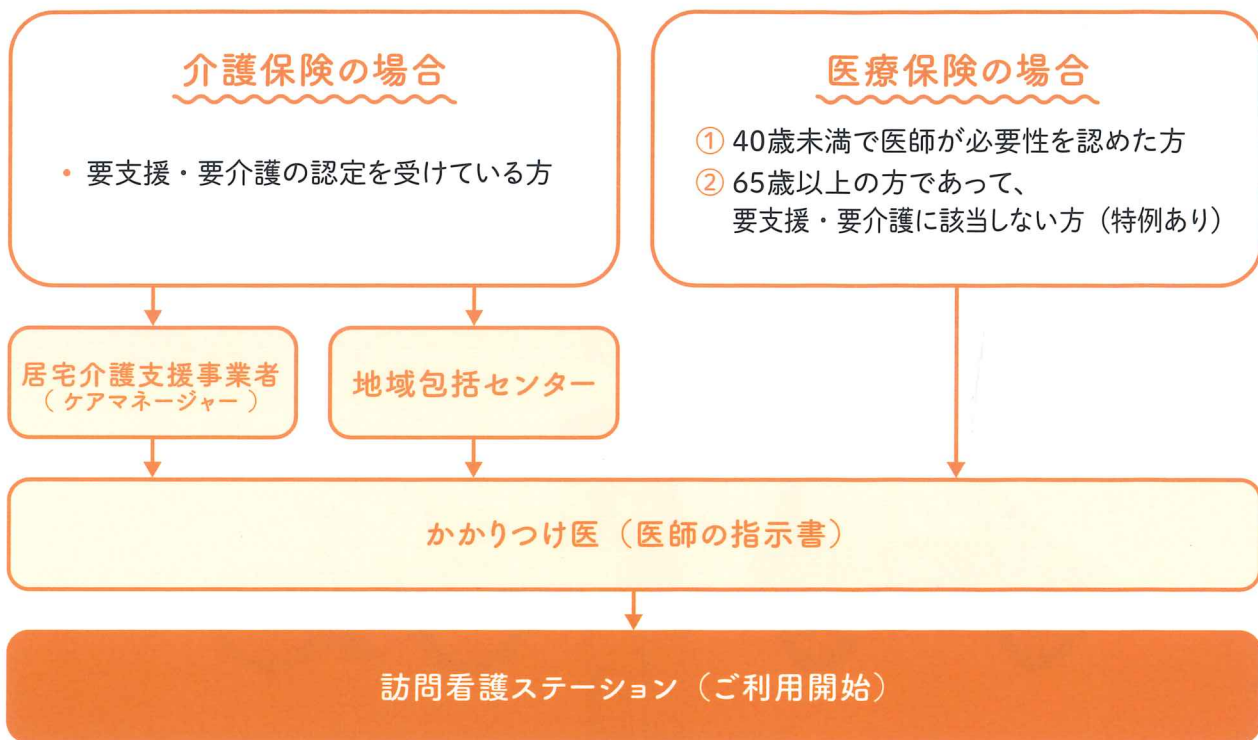 介護保険の場合
・要支援・要介護の認定を受けている方
医療保険の場合
① 40歳未満で医師が必要性を認めた方
② 65歳以上の方であって、
要支援・要介護に該当しない方（特例あり）
居宅介護支援事業者
（ケアマネージャー）
地域包括センター
かかりつけ医（医師の指示書）
訪問看護ステーション（ご利用開始）